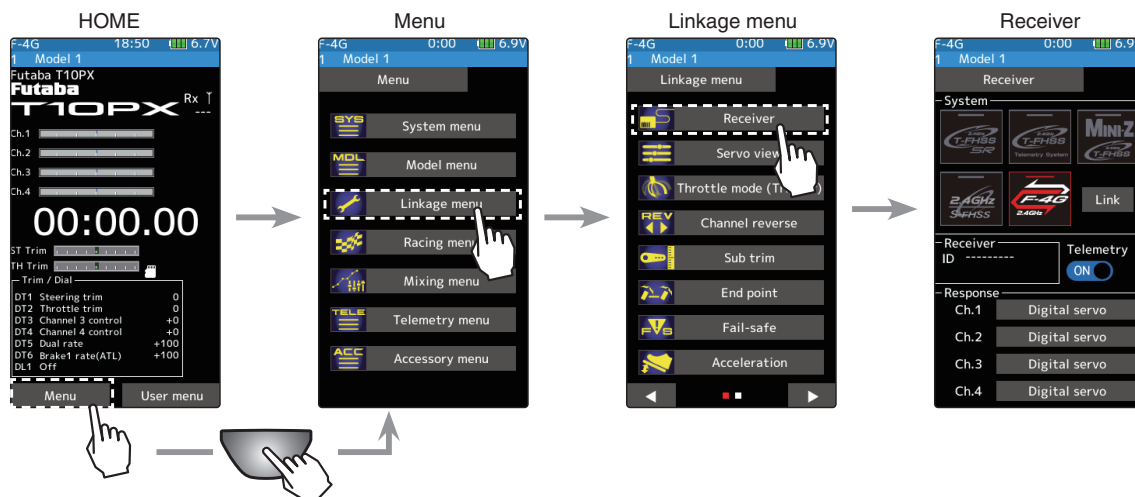 HOME
F-4G 18:50 6.7V
1 Model 1
Futaba T10PX
Futaba
T10PX
Rx
---
Ch.1
Ch.2
Ch.3
Ch.4
00:00.00
ST Trim
TH Trim
Trim / Dial
DT1 Steering trim 0
DT2 Throttle trim 0
DT3 Channel 3 control +0
DT4 Channel 4 control +0
DT5 Dual rate +100
DT6 Brake1 rate(ATL) +100
DL1 Off
Menu User menu
Menu
F-4G 0:00 6.9V
1 Model 1
Menu
SYS System menu
MDL Model menu
Linkage menu
Racing menu
Mixing menu
TELE Telemetry menu
ACC Accessory menu
Linkage menu
F-4G 0:00 6.9V
1 Model 1
Linkage menu
Receiver
Servo view
Throttle mode (T
REV Channel reverse
Sub trim
End point
F/S Fail-safe
Acceleration
Receiver
F-4G 0:00 6.9
1 Model 1
Receiver
System
2.4GHz T-FHSS SR
2.4GHz T-FHSS Telemetry System
MINI-Z T-FHSS
2.4GHz S-FHSS
F-4G 2.4GHz
Link
Receiver
ID ---------
Telemetry
ON
Response
Ch.1 Digital servo
Ch.2 Digital servo
Ch.3 Digital servo
Ch.4 Digital servo